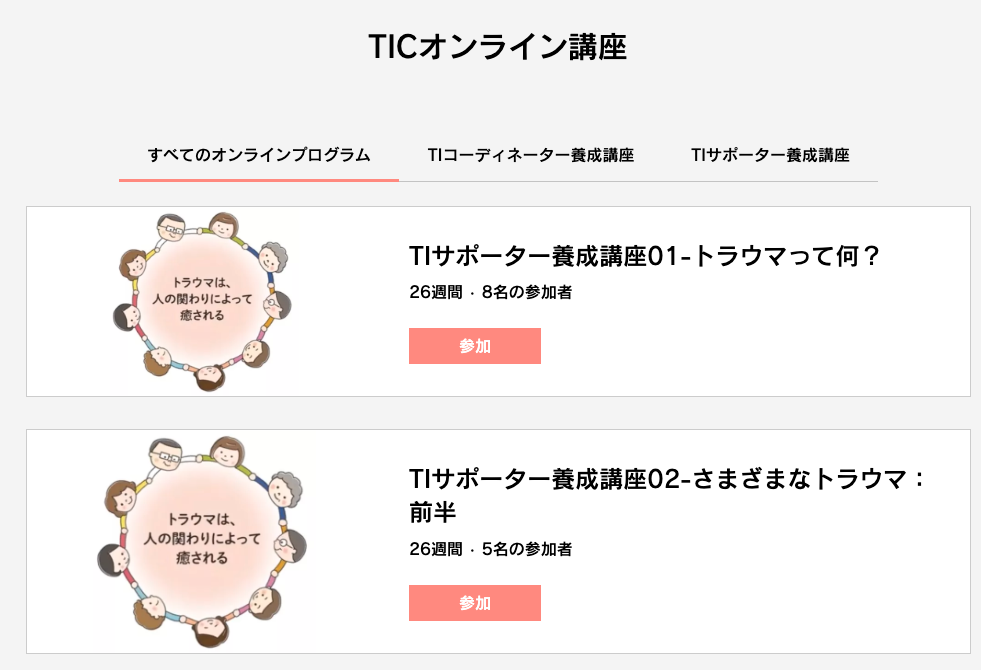 TICオンライン講座
すべてのオンラインプログラム
TIコーディネーター養成講座
TIサポーター養成講座
トラウマは、
人の関わりによって
癒される
TIサポーター養成講座01-トラウマって何？
26週間 · 8名の参加者
参加
トラウマは、
人の関わりによって
癒される
TIサポーター養成講座02-さまざまなトラウマ：
前半
26週間 · 5名の参加者
参加